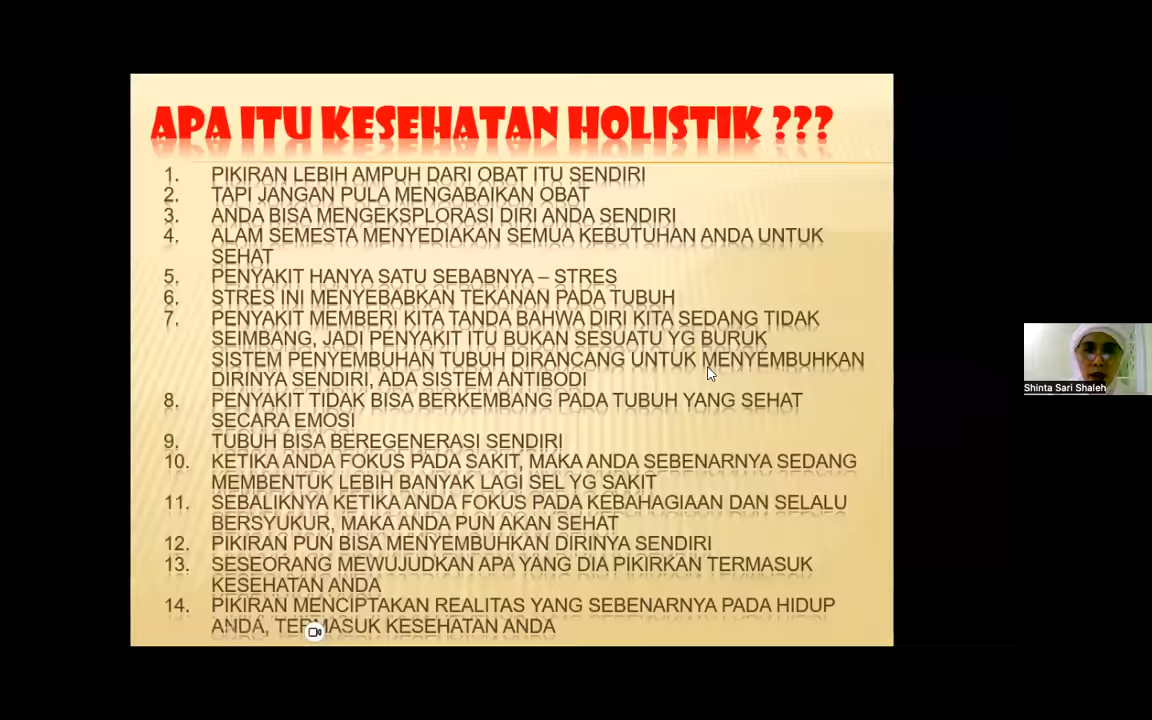 APA ITU KESEHATAN HOLISTIK ???
1. PIKIRAN LEBIH AMPUH DARI OBAT ITU SENDIRI
2. TAPI JANGAN PULA MENGABAIKAN OBAT
3. ANDA BISA MENGEKSPLORASI DIRI ANDA SENDIRI
4. ALAM SEMESTA MENYEDIAKAN SEMUA KEBUTUHAN ANDA UNTUK
SEHAT
5. PENYAKIT HANYA SATU SEBABNYA – STRES
6. STRES INI MENYEBABKAN TEKANAN PADA TUBUH
7. PENYAKIT MEMBERI KITA TANDA BAHWA DIRI KITA SEDANG TIDAK
SEIMBANG, JADI PENYAKIT ITU BUKAN SESUATU YG BURUK
SISTEM PENYEMBUHAN TUBUH DIRANCANG UNTUK MENYEMBUHKAN
DIRINYA SENDIRI, ADA SISTEM ANTIBODI
8. PENYAKIT TIDAK BISA BERKEMBANG PADA TUBUH YANG SEHAT
SECARA EMOSI
9. TUBUH BISA BEREGENERASI SENDIRI
10. KETIKA ANDA FOKUS PADA SAKIT, MAKA ANDA SEBENARNYA SEDANG
MEMBENTUK LEBIH BANYAK LAGI SEL YG SAKIT
11. SEBALIKNYA KETIKA ANDA FOKUS PADA KEBAHAGIAAN DAN SELALU
BERSYUKUR, MAKA ANDA PUN AKAN SEHAT
12. PIKIRAN PUN BISA MENYEMBUHKAN DIRINYA SENDIRI
13. SESEORANG MEWUJUDKAN APA YANG DIA PIKIRKAN TERMASUK
KESEHATAN ANDA
14. PIKIRAN MENCIPTAKAN REALITAS YANG SEBENARNYA PADA HIDUP
ANDA, TERMASUK KESEHATAN ANDA
Shinta Sari Shaleh